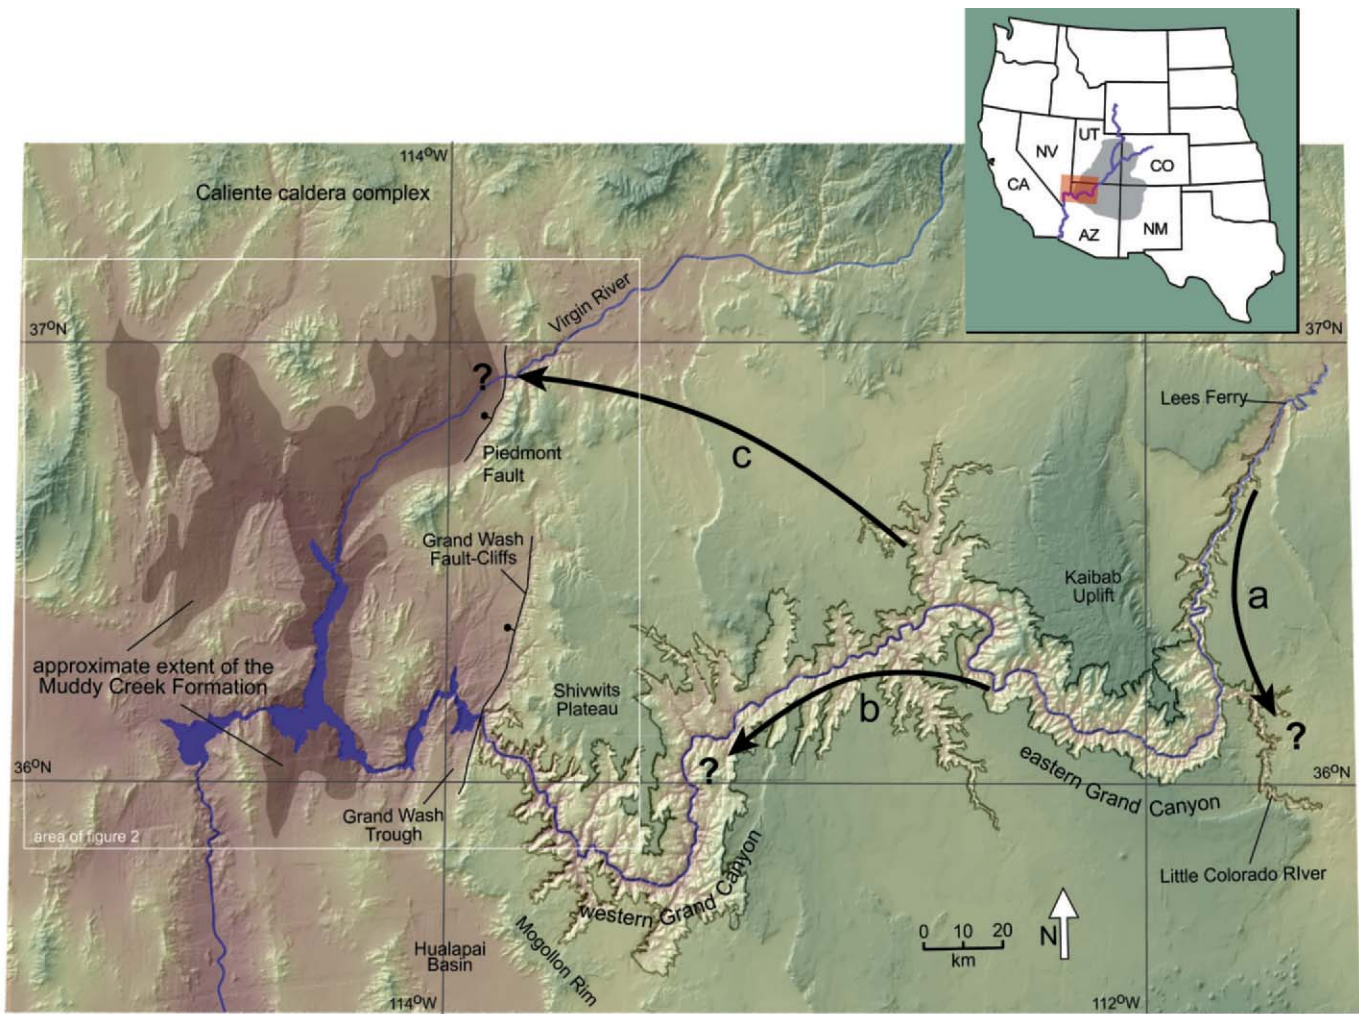 UT
NV
CO
CA
AZ
NM
114°W
Caliente caldera complex
37°N
37°N
Virgin River
?
Lees Ferry
c
Piedmont
Fault
Grand Wash
Fault-Cliffs
Kaibab
Uplift
a
approximate extent of the
Muddy Creek Formation
Shivwits
Plateau
b
?
?
36°N
36°N
eastern Grand Canyon
Grand Wash
Trough
area of figure 2
Little Colorado RIver
western Grand Canyon
Mogollon Rim
Hualapai
Basin
0 10 20
km
N
114°W
112°W